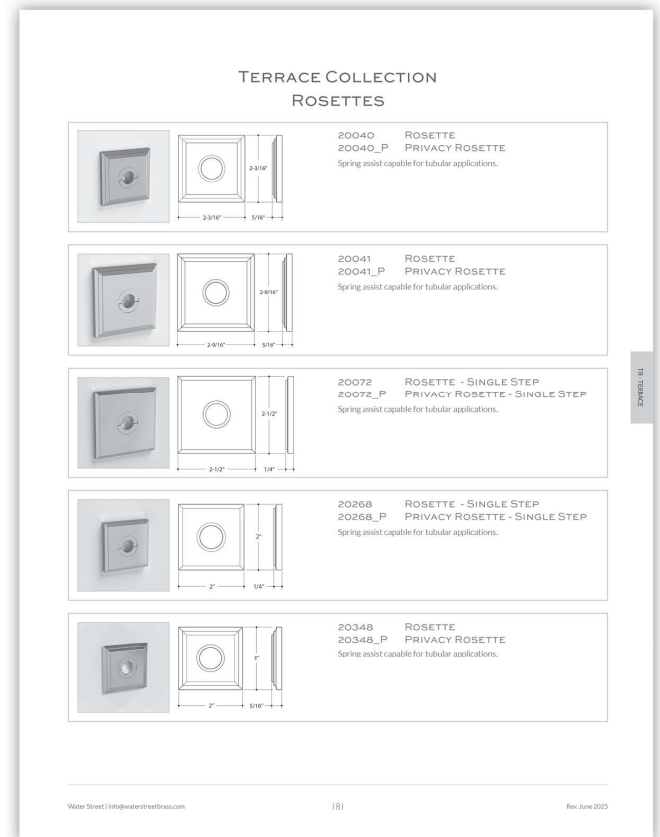 TERRACE COLLECTION
ROSETTES
20040 ROSETTE
20040_P PRIVACY ROSETTE
Spring assist capable for tubular applications.
2-3/16"
2-3/16" 5/16"
20041 ROSETTE
20041_P PRIVACY ROSETTE
Spring assist capable for tubular applications.
2-9/16"
2-9/16" 5/16"
TR - TERRACE
20072 ROSETTE - SINGLE STEP
20072_P PRIVACY ROSETTE - SINGLE STEP
Spring assist capable for tubular applications.
2-1/2"
2-1/2" 1/4"
20268 ROSETTE - SINGLE STEP
20268_P PRIVACY ROSETTE - SINGLE STEP
Spring assist capable for tubular applications.
2"
2" 1/4"
20348 ROSETTE
20348_P PRIVACY ROSETTE
Spring assist capable for tubular applications.
2"
2" 5/16"
Water Street | info@waterstreetbrass.com |8| Rev. June 2025